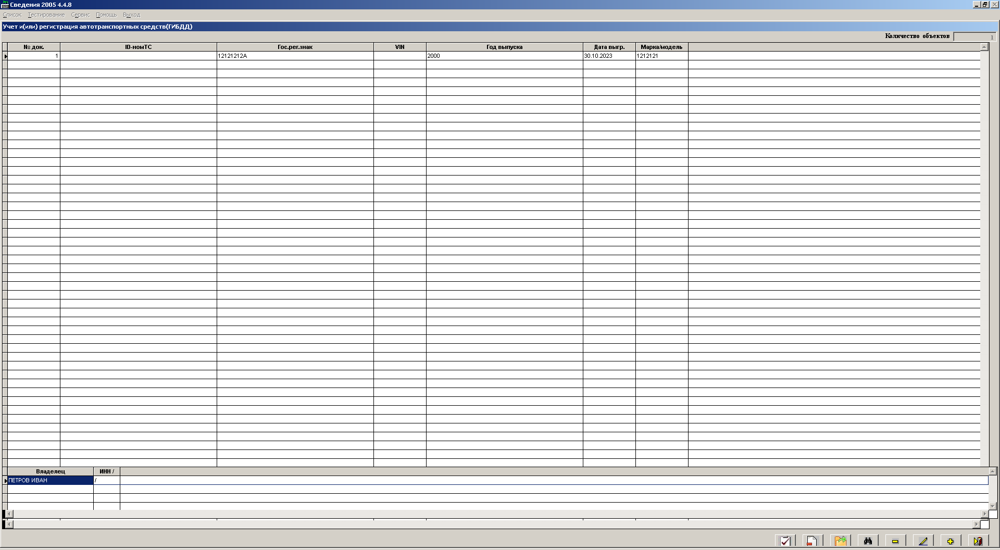 Сведения 2005 4.4.8
Список Тестирование Сервис Помощь Выход
Учет и(или) регистрация автотранспортных средств(ГИБДД)
Количество объектов 1
№ док. ID-номТС Гос.рег.знак VIN Год выпуска Дата выгр. Марка/модель
1 12121212А 2000 30.10.2023 1212121
Владелец ИНН /
ПЕТРОВ ИВАН /